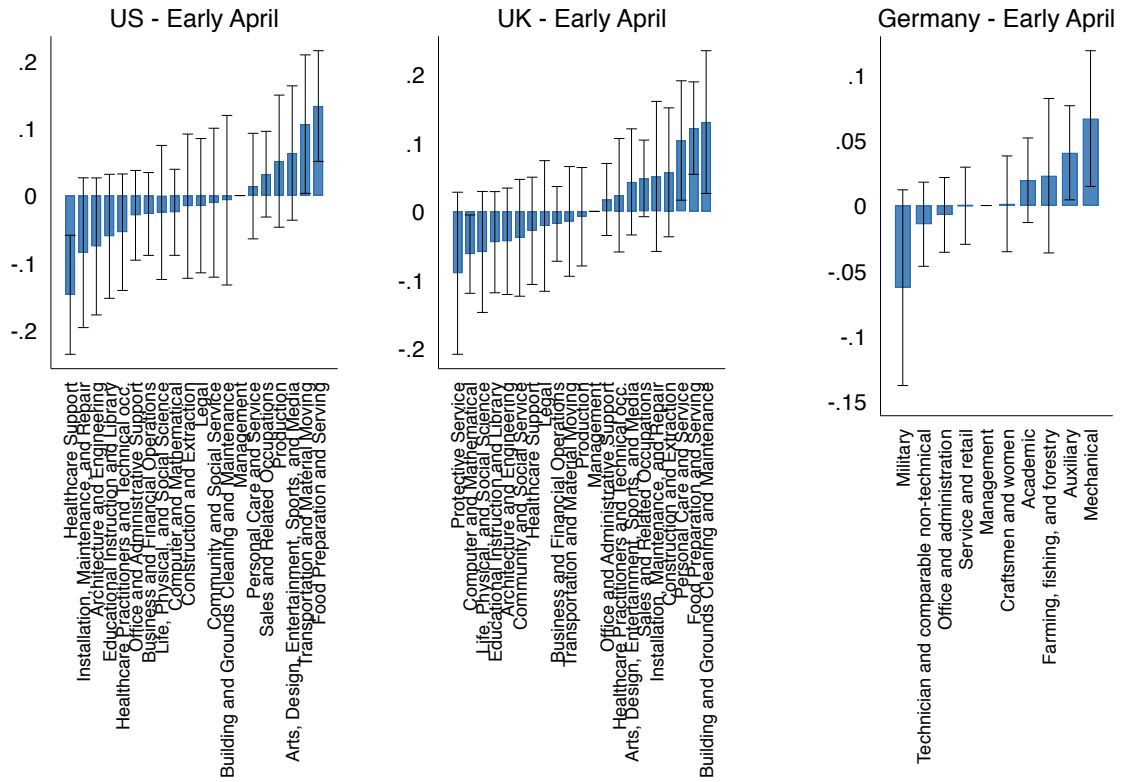 US - Early April
.2
.1
0
-.1
-.2
Healthcare Support
Installation, Maintenance, and Repair
Architecture and Engineering
Educational Instruction and Library
Healthcare Practitioners and Technical occ.
Office and Administrative Support
Business and Financial Operations
Life, Physical, and Social Science
Computer and Mathematical
Construction and Extraction
Legal
Community and Social Service
Building and Grounds Cleaning and Maintenance
Management
Personal Care and Service
Sales and Related Occupations
Production
Arts, Design, Entertainment, Sports, and Media
Transportation and Material Moving
Food Preparation and Serving
UK - Early April
.2
.1
0
-.1
-.2
Protective Service
Computer and Mathematical
Life, Physical, and Social Science
Educational Instruction and Library
Architecture and Engineering
Community and Social Service
Healthcare Support
Legal
Business and Financial Operations
Transportation and Material Moving
Production
Management
Office and Administrative Support
Healthcare Practitioners and Technical occ.
Arts, Design, Entertainment, Sports, and Media
Sales and Related Occupations
Installation, Maintenance, and Repair
Construction and Extraction
Personal Care and Service
Food Preparation and Serving
Building and Grounds Cleaning and Maintenance
Germany - Early April
.1
.05
0
-.05
-.1
-.15
Military
Technician and comparable non-technical
Office and administration
Service and retail
Management
Craftsmen and women
Academic
Farming, fishing, and forestry
Auxiliary
Mechanical